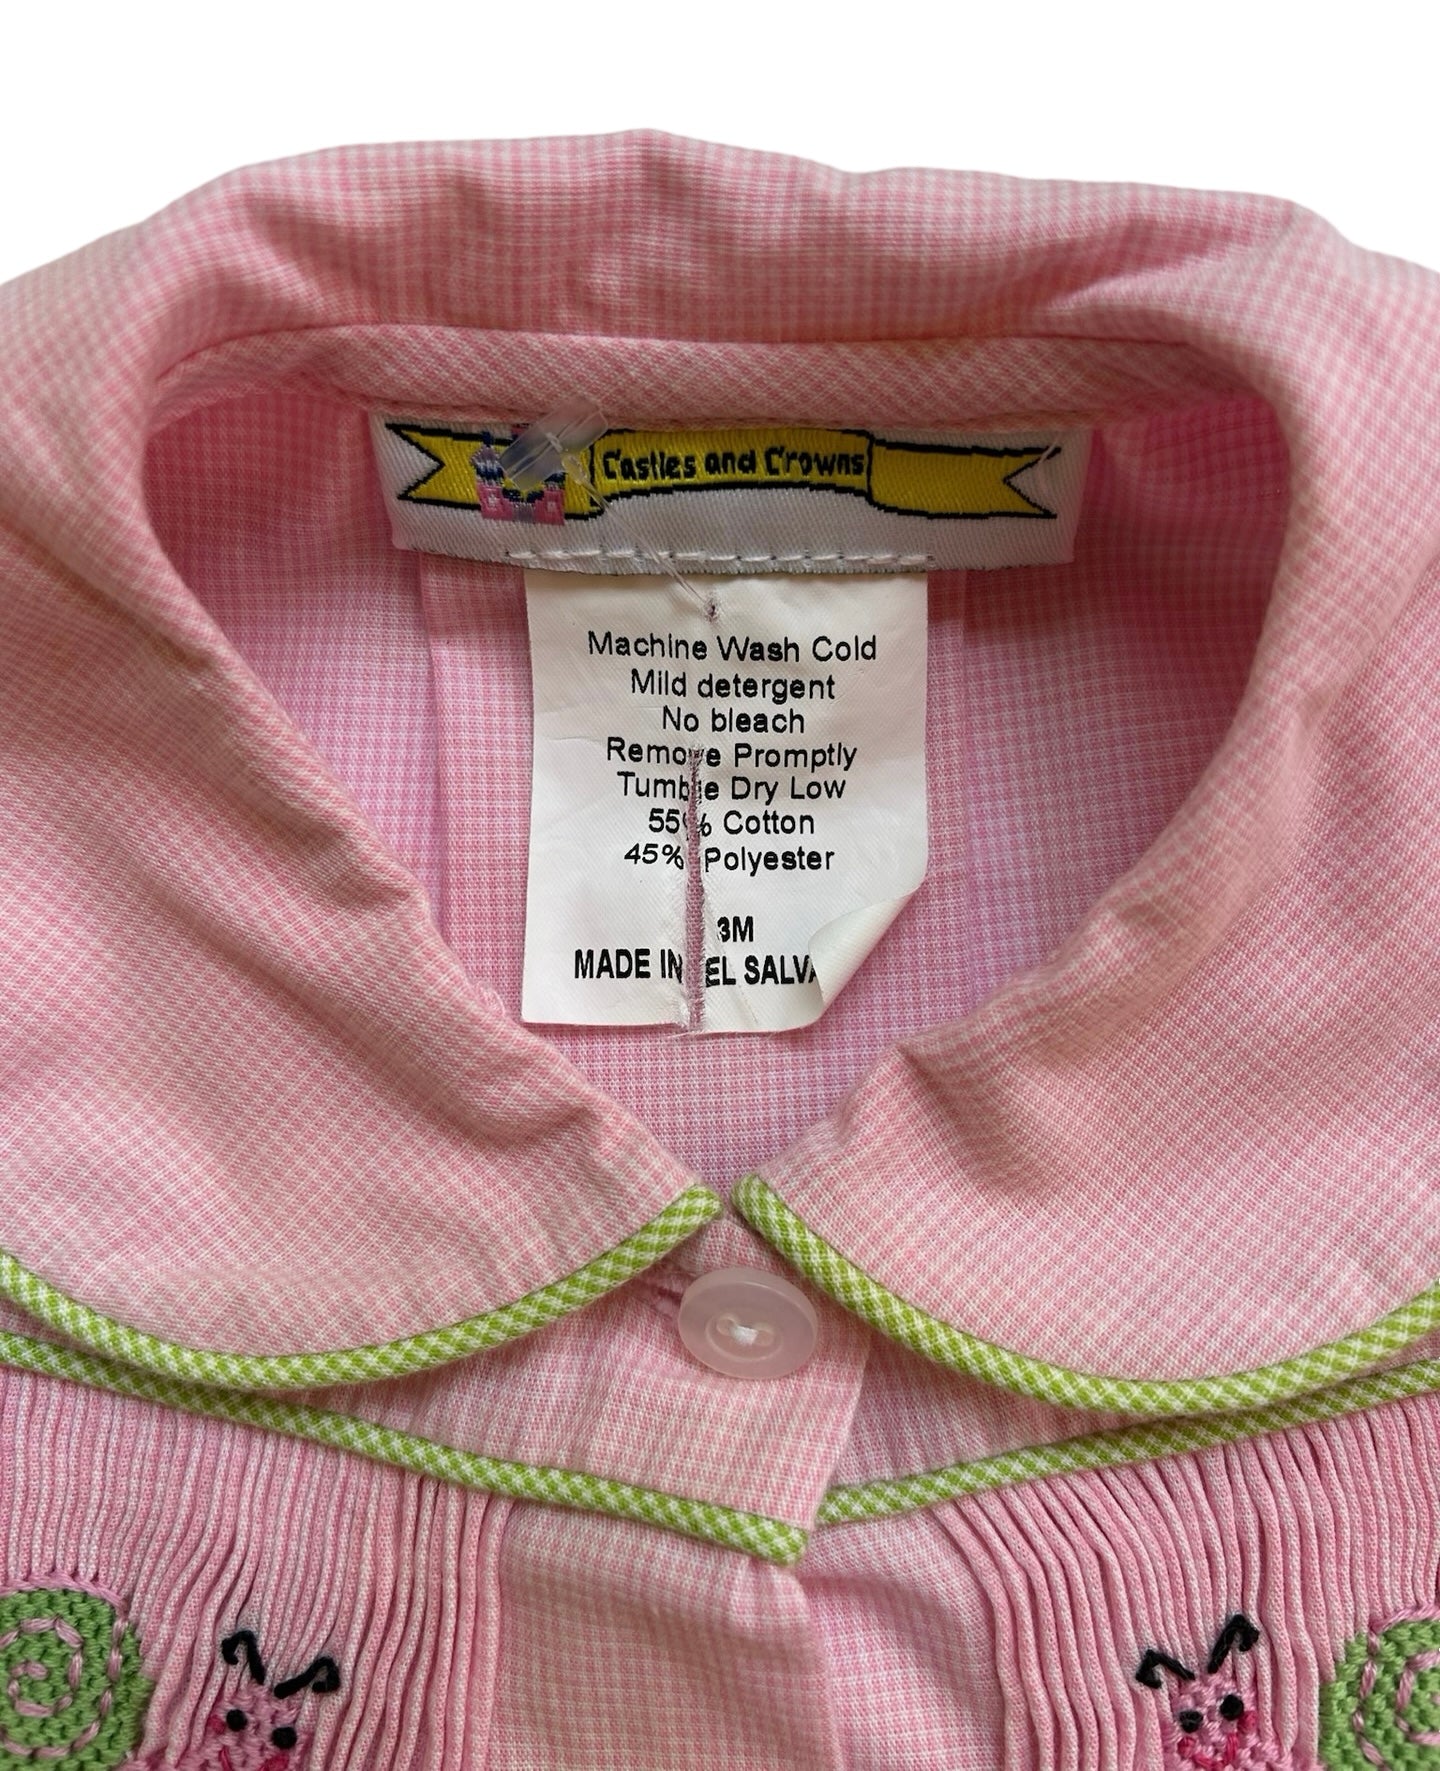 Castles and Crowns
Machine Wash Cold
Mild detergent
No bleach
Remove Promptly
Tumble Dry Low
55% Cotton
45% Polyester
3M
MADE IN EL SALVA